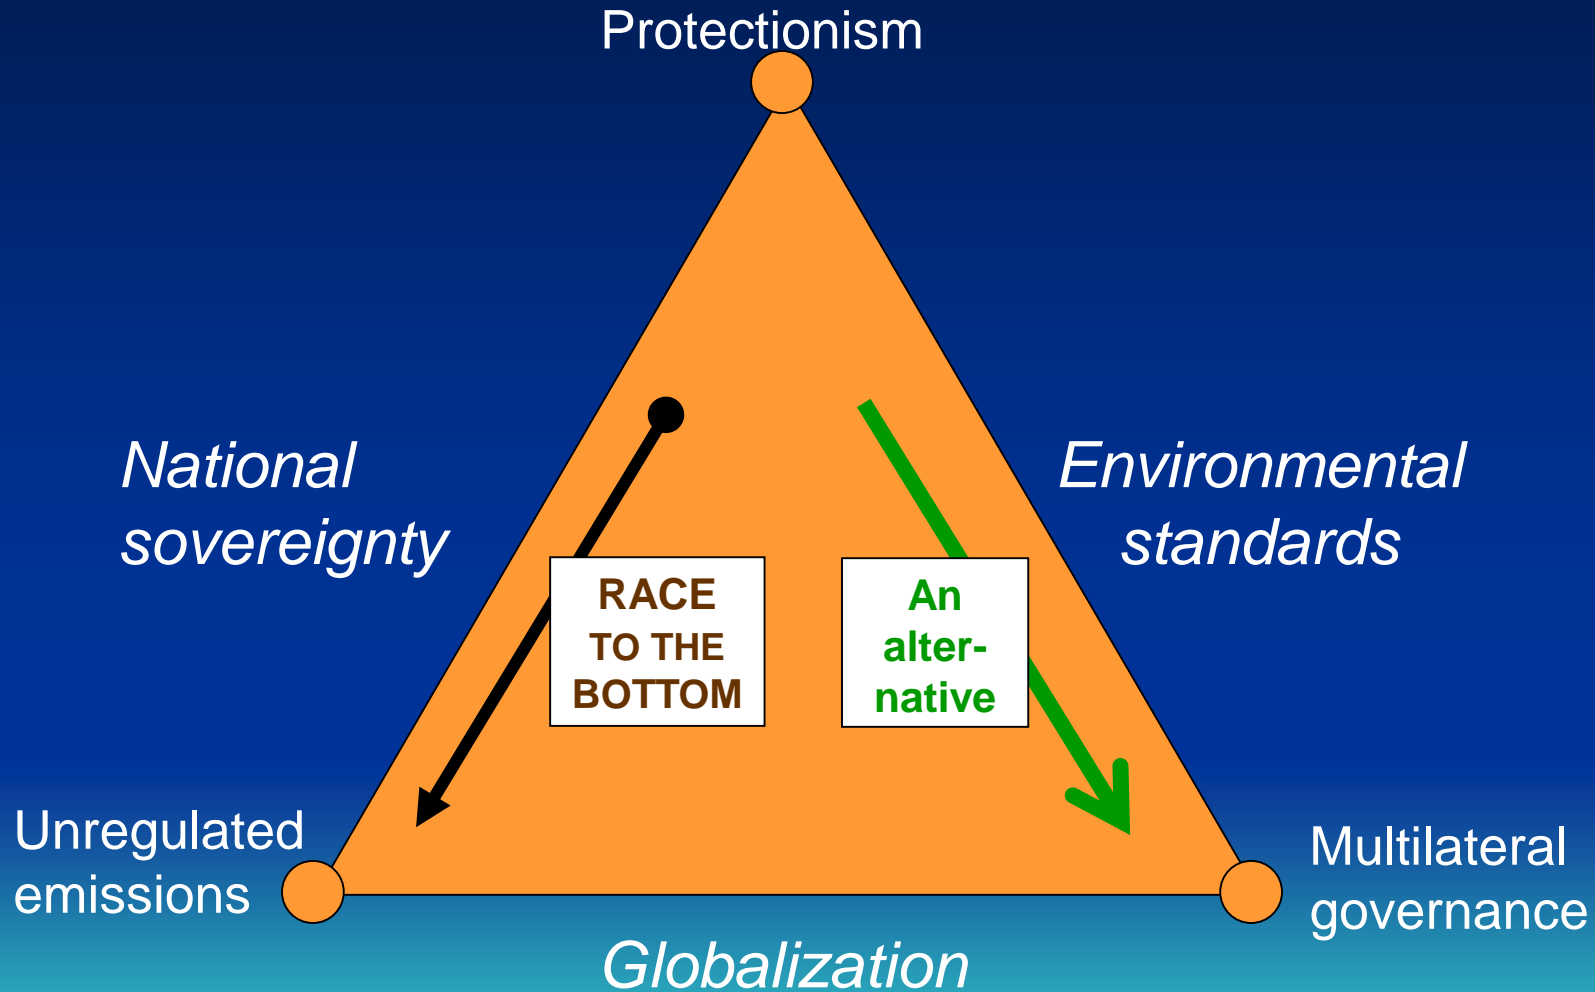 Protectionism
National
sovereignty
Environmental
standards
RACE
TO THE
BOTTOM
An
alter-
native
Unregulated
emissions
Multilateral
governance
Globalization